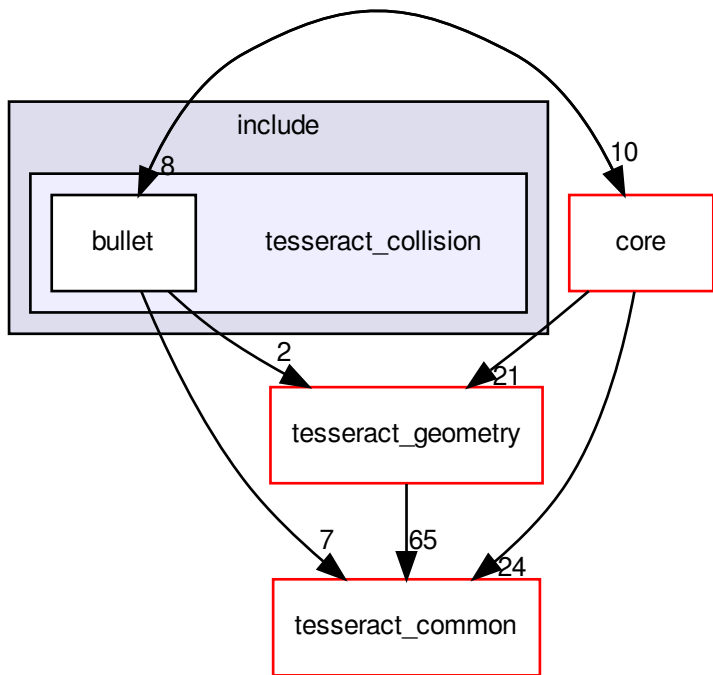 include
10
8
bullet
tesseract_collision
core
2
21
tesseract_geometry
7
65
24
tesseract_common